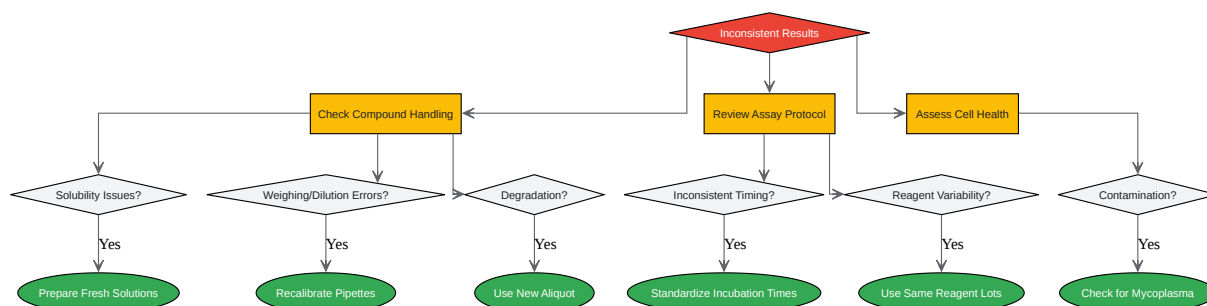 Inconsistent Results
Check Compound Handling
Review Assay Protocol
Assess Cell Health
Solubility Issues?
Weighing/Dilution Errors?
Degradation?
Inconsistent Timing?
Reagent Variability?
Contamination?
Yes
Yes
Yes
Yes
Yes
Yes
Prepare Fresh Solutions
Recalibrate Pipettes
Use New Aliquot
Standardize Incubation Times
Use Same Reagent Lots
Check for Mycoplasma